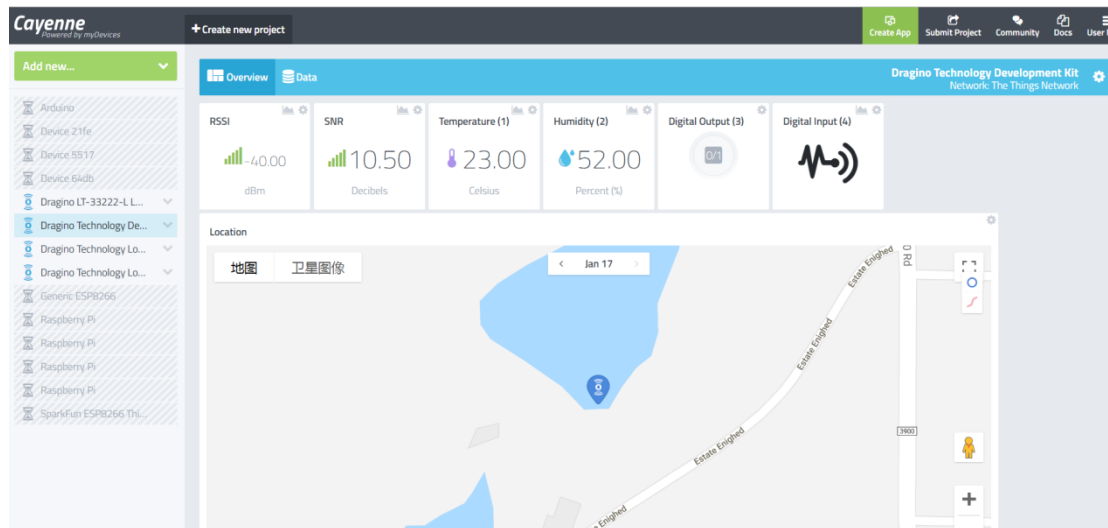 Cayenne
Powered by myDevices
+ Create new project
Create App
Submit Project
Community
Docs
User
Add new...
Overview
Data
Dragino Technology Development Kit
Network: The Things Network
Arduino
Device 21fe
Device 5517
Device 64db
Dragino LT-33222-L L...
Dragino Technology De...
Dragino Technology Lo...
Dragino Technology Lo...
Generic ESP8266
Raspberry Pi
Raspberry Pi
Raspberry Pi
Raspberry Pi
SparkFun ESP8266 Thi...
RSSI
-40.00
dBm
SNR
10.50
Decibels
Temperature (1)
23.00
Celsius
Humidity (2)
52.00
Percent (%)
Digital Output (3)
0/1
Digital Input (4)
Location
地图
卫星图像
< Jan 17 >
Estate Enighed
0 Rd
Estate Enighed
3900
Estate Enighed
Enighed
+